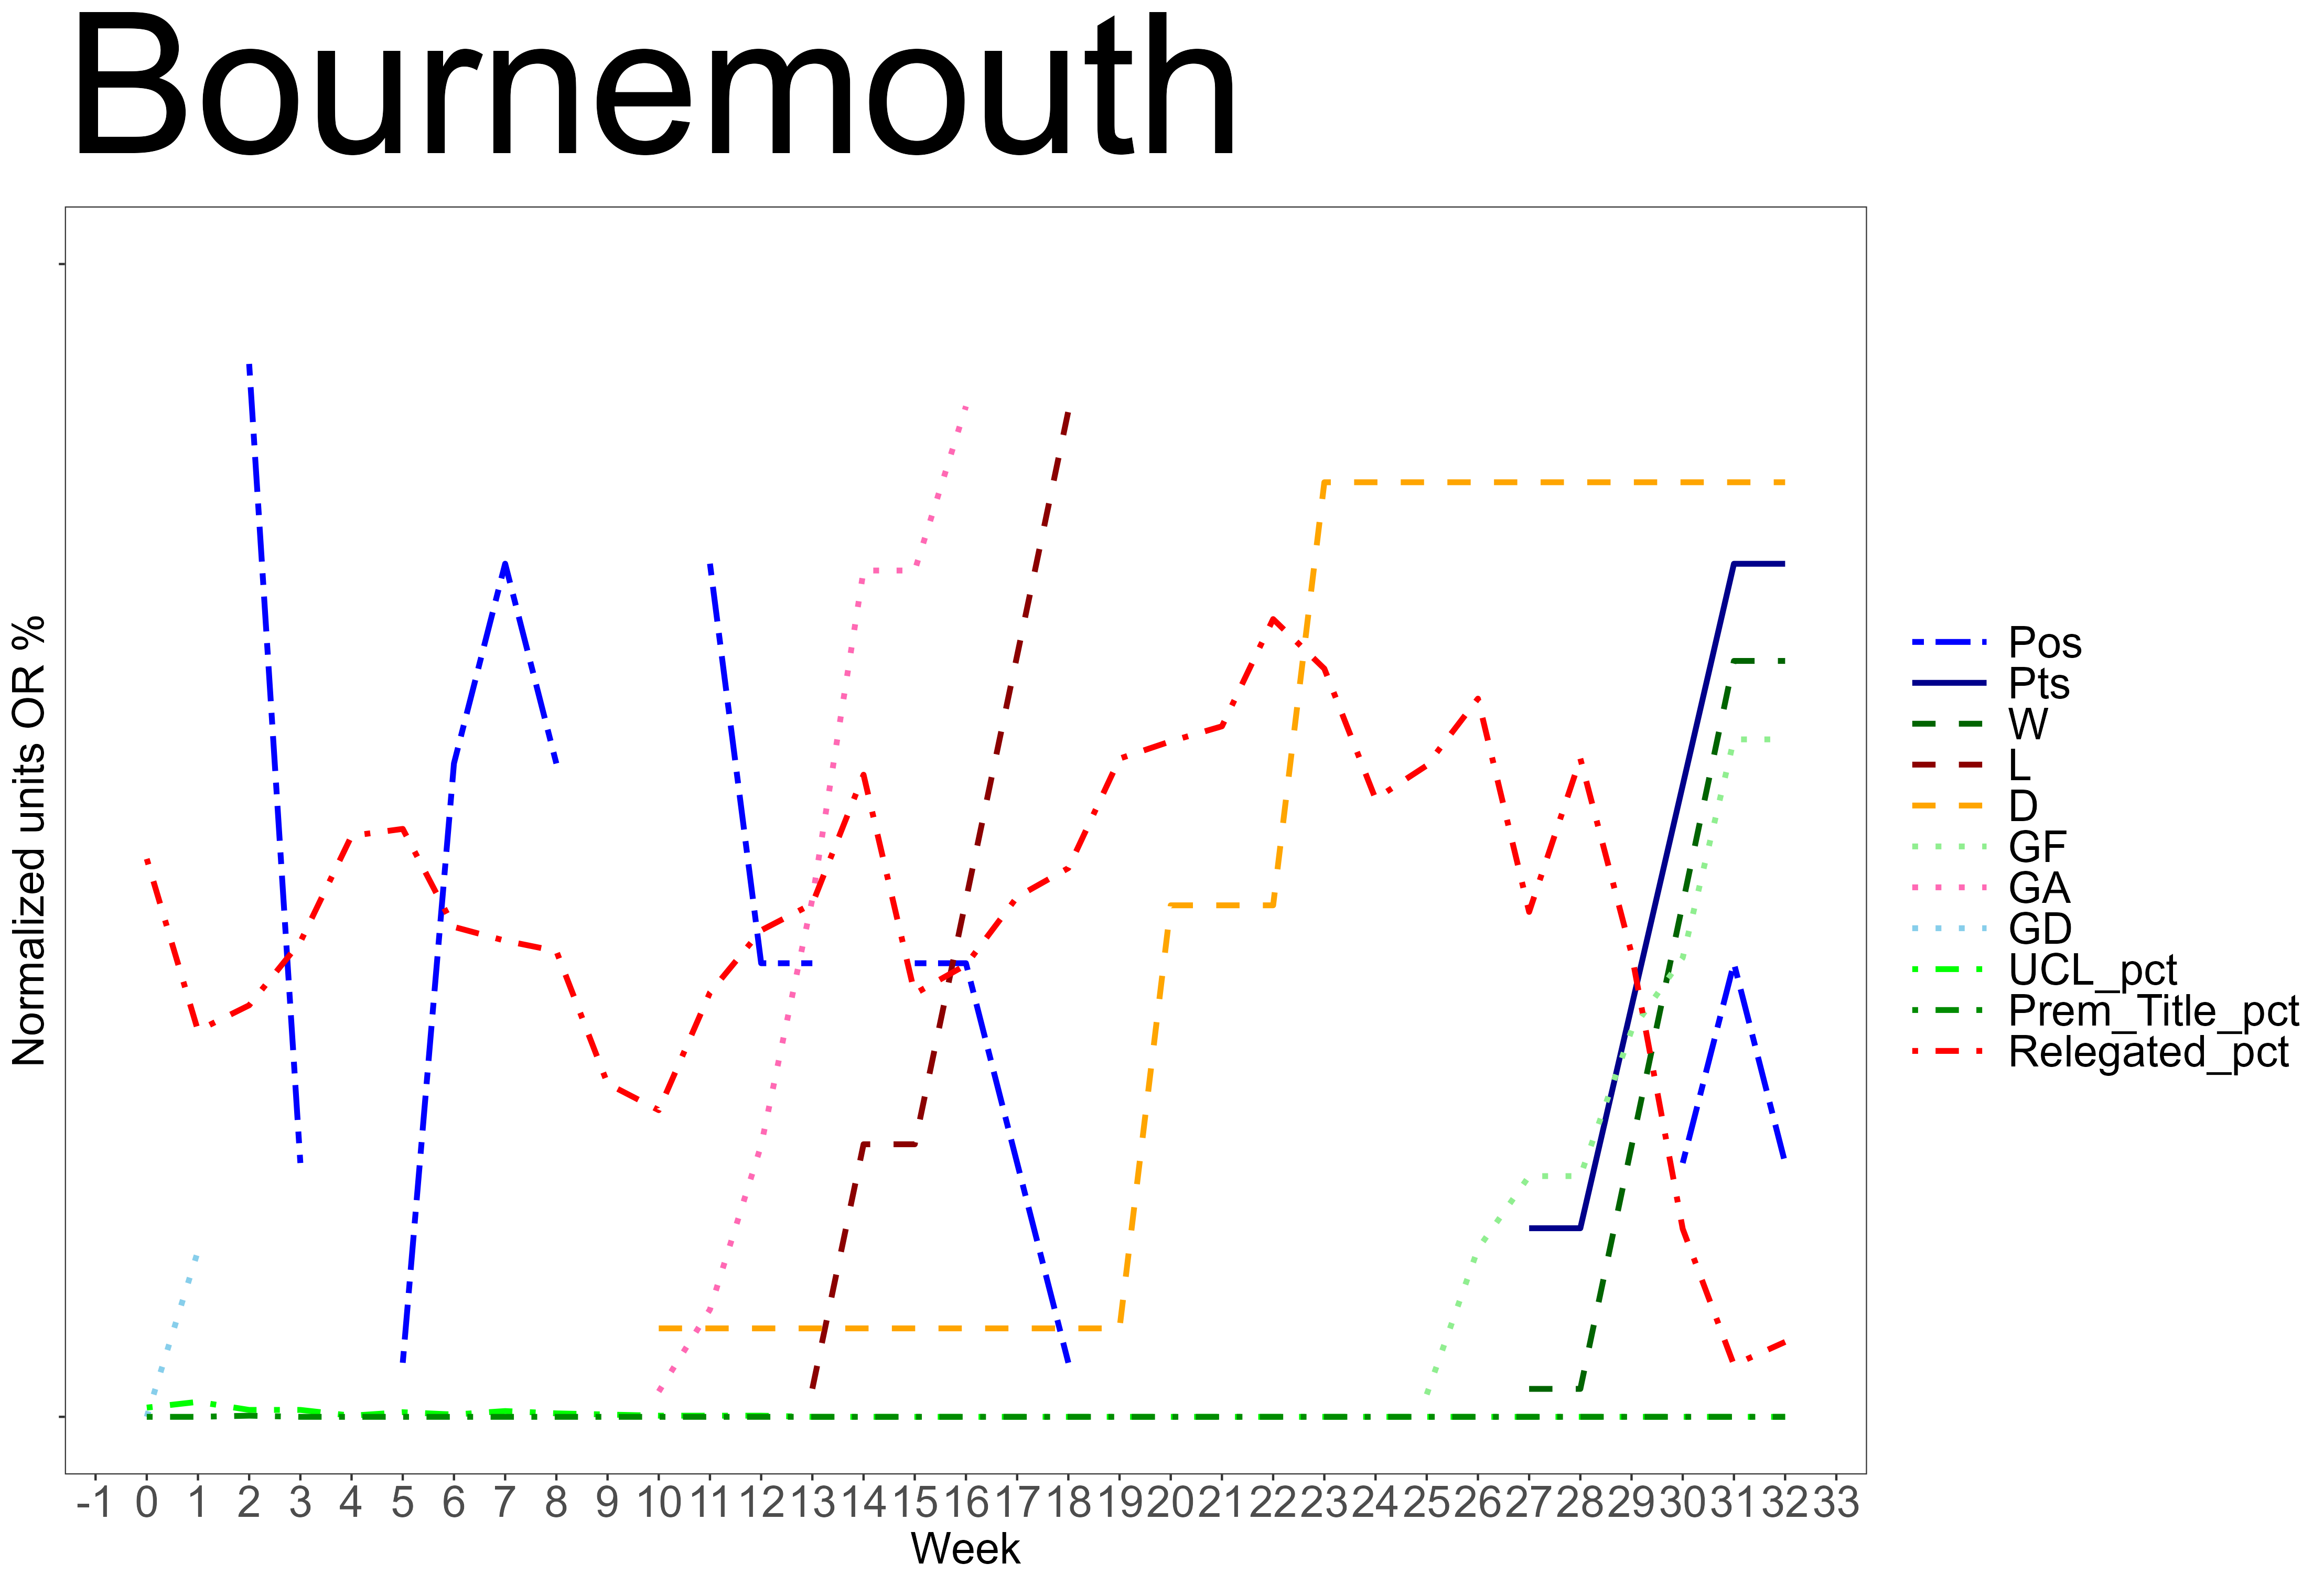 Bournemouth
Normalized units OR %
Pos
Pts
W
L
D
GF
GA
GD
UCL_pct
Prem_Title_pct
Relegated_pct
-1 0 1 2 3 4 5 6 7 8 9 10 11 12 13 14 15 16 17 18 19 20 21 22 23 24 25 26 27 28 29 30 31 32 33
Week